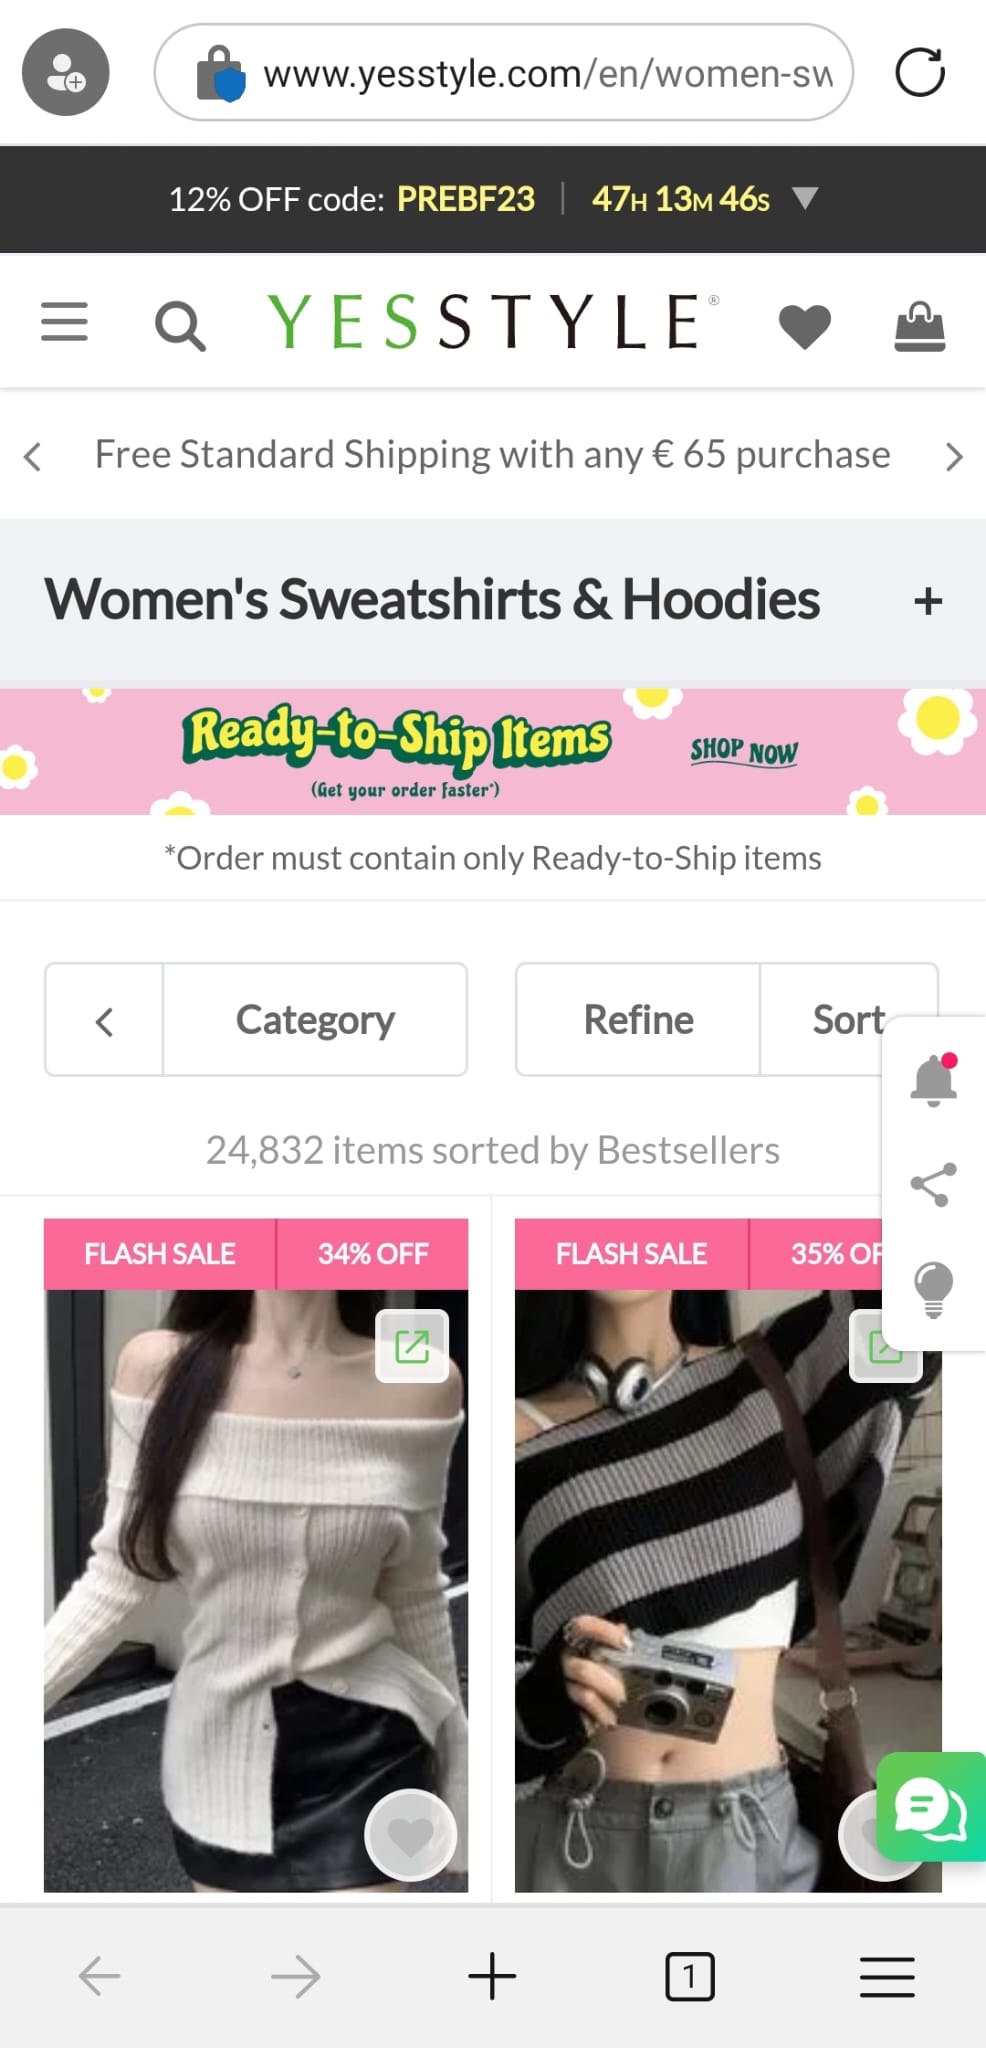 www.yesstyle.com/en/women-sw
12% OFF code: PREBF23 | 47H 13M 46S ▼
YESSTYLE®
Free Standard Shipping with any € 65 purchase
Women's Sweatshirts & Hoodies +
Ready-to-Ship Items
SHOP NOW
(Get your order faster*)
*Order must contain only Ready-to-Ship items
Category
Refine
Sort
24,832 items sorted by Bestsellers
FLASH SALE 34% OFF
FLASH SALE 35% OF
1